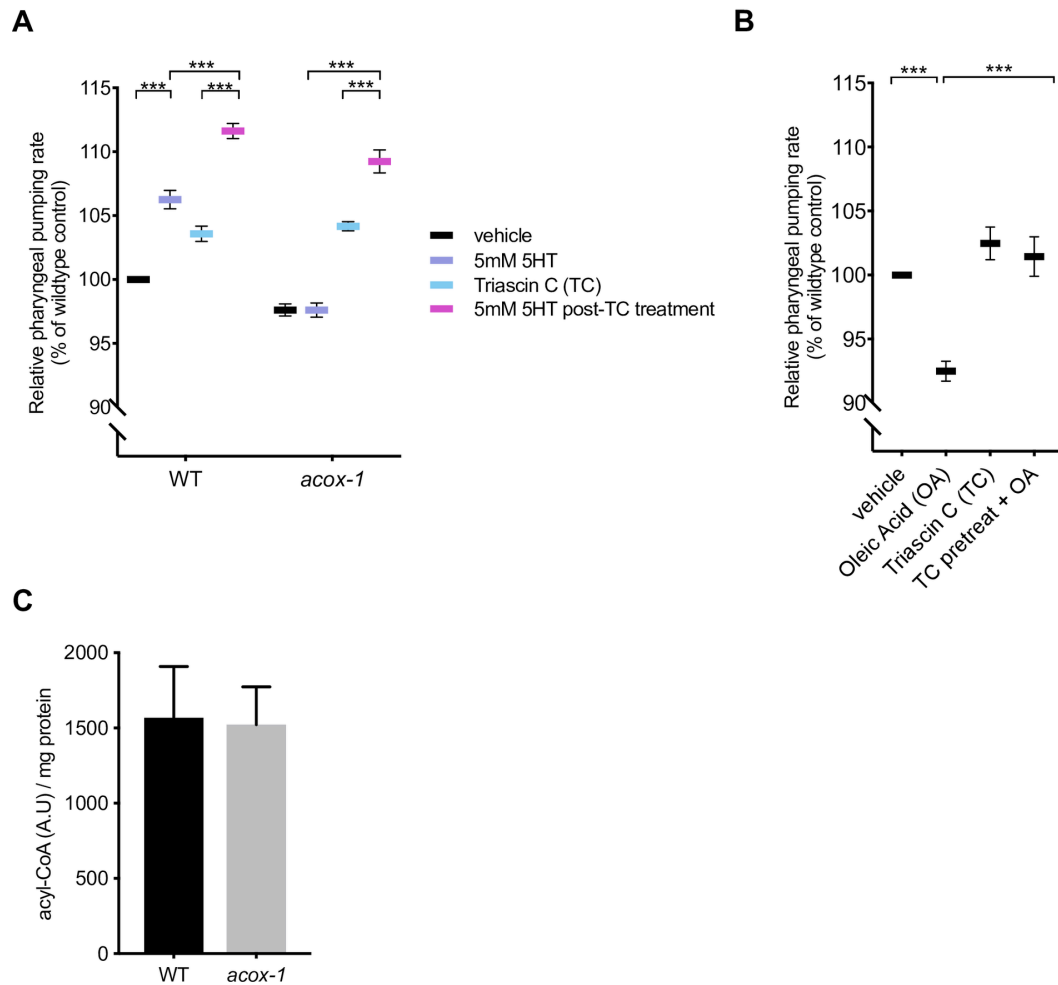 A
***
***
***
***
***
115
110
105
100
95
90
Relative pharyngeal pumping rate
(% of wildtype control)
WT
acox-1
vehicle
5mM 5HT
Triascin C (TC)
5mM 5HT post-TC treatment
B
***
***
115
110
105
100
95
90
Relative pharyngeal pumping rate
(% of wildtype control)
vehicle
Oleic Acid (OA)
Triascin C (TC)
TC pretreat + OA
C
2000
1500
1000
500
0
acyl-CoA (A.U) / mg protein
WT
acox-1